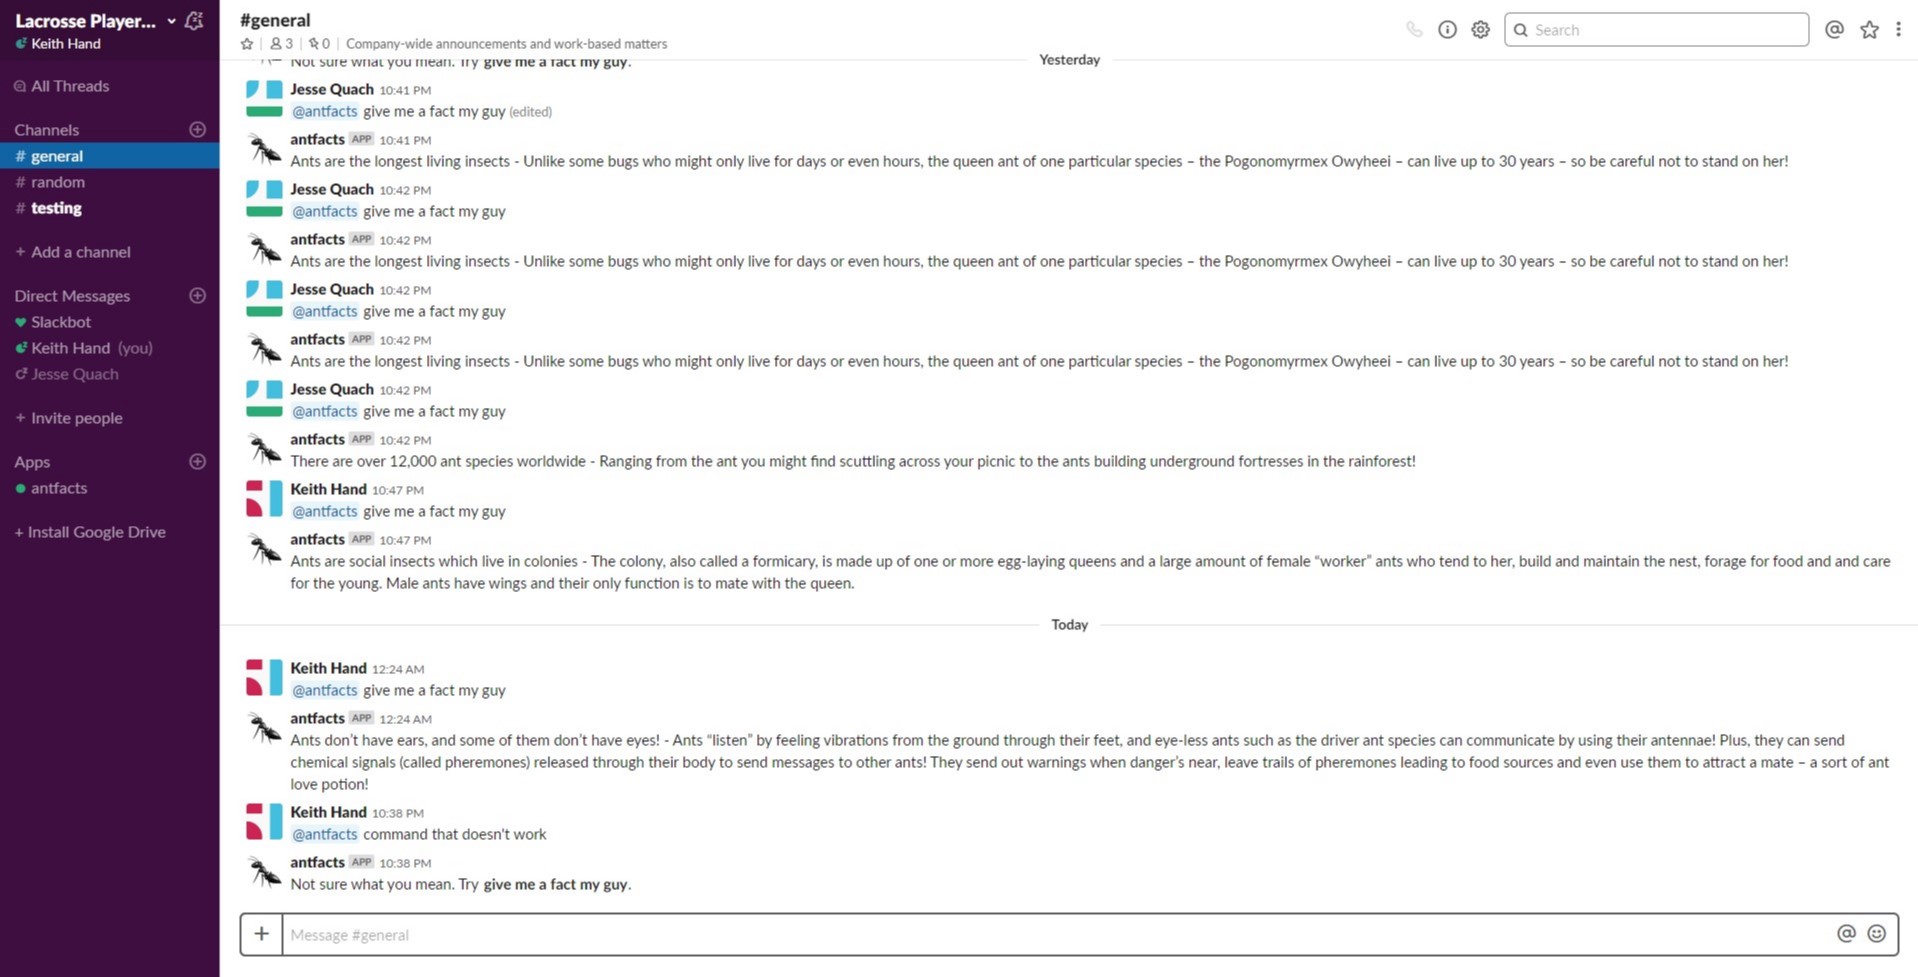 Lacrosse Player...
Keith Hand
All Threads
Channels
# general
# random
# testing
+ Add a channel
Direct Messages
Slackbot
Keith Hand (you)
Jesse Quach
+ Invite people
Apps
antfacts
+ Install Google Drive
#general
3 | 0 | Company-wide announcements and work-based matters
Search
Yesterday
Not sure what you mean. Try give me a fact my guy.
Jesse Quach 10:41 PM
@antfacts give me a fact my guy (edited)
antfacts APP 10:41 PM
Ants are the longest living insects - Unlike some bugs who might only live for days or even hours, the queen ant of one particular species – the Pogonomyrmex Owyheei – can live up to 30 years – so be careful not to stand on her!
Jesse Quach 10:42 PM
@antfacts give me a fact my guy
antfacts APP 10:42 PM
Ants are the longest living insects - Unlike some bugs who might only live for days or even hours, the queen ant of one particular species – the Pogonomyrmex Owyheei – can live up to 30 years – so be careful not to stand on her!
Jesse Quach 10:42 PM
@antfacts give me a fact my guy
antfacts APP 10:42 PM
Ants are the longest living insects - Unlike some bugs who might only live for days or even hours, the queen ant of one particular species – the Pogonomyrmex Owyheei – can live up to 30 years – so be careful not to stand on her!
Jesse Quach 10:42 PM
@antfacts give me a fact my guy
antfacts APP 10:42 PM
There are over 12,000 ant species worldwide - Ranging from the ant you might find scuttling across your picnic to the ants building underground fortresses in the rainforest!
Keith Hand 10:47 PM
@antfacts give me a fact my guy
antfacts APP 10:47 PM
Ants are social insects which live in colonies - The colony, also called a formicary, is made up of one or more egg-laying queens and a large amount of female “worker” ants who tend to her, build and maintain the nest, forage for food and and care
for the young. Male ants have wings and their only function is to mate with the queen.
Today
Keith Hand 12:24 AM
@antfacts give me a fact my guy
antfacts APP 12:24 AM
Ants don’t have ears, and some of them don’t have eyes! - Ants “listen” by feeling vibrations from the ground through their feet, and eye-less ants such as the driver ant species can communicate by using their antennae! Plus, they can send
chemical signals (called pheremones) released through their body to send messages to other ants! They send out warnings when danger’s near, leave trails of pheremones leading to food sources and even use them to attract a mate – a sort of ant
love potion!
Keith Hand 10:38 PM
@antfacts command that doesn't work
antfacts APP 10:38 PM
Not sure what you mean. Try give me a fact my guy.
Message #general